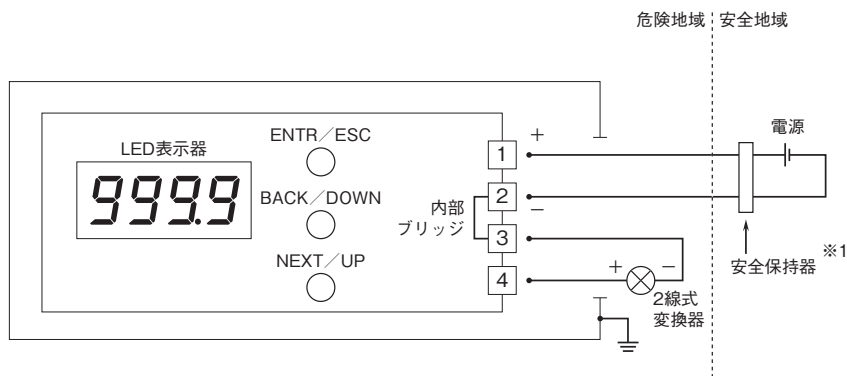 危険地域 安全地域
ENTR／ESC
LED表示器
999.9
BACK／DOWN
NEXT／UP
内部
ブリッジ
1
2
3
4
＋
－
＋ －
2線式
変換器
電源
安全保持器 ※1